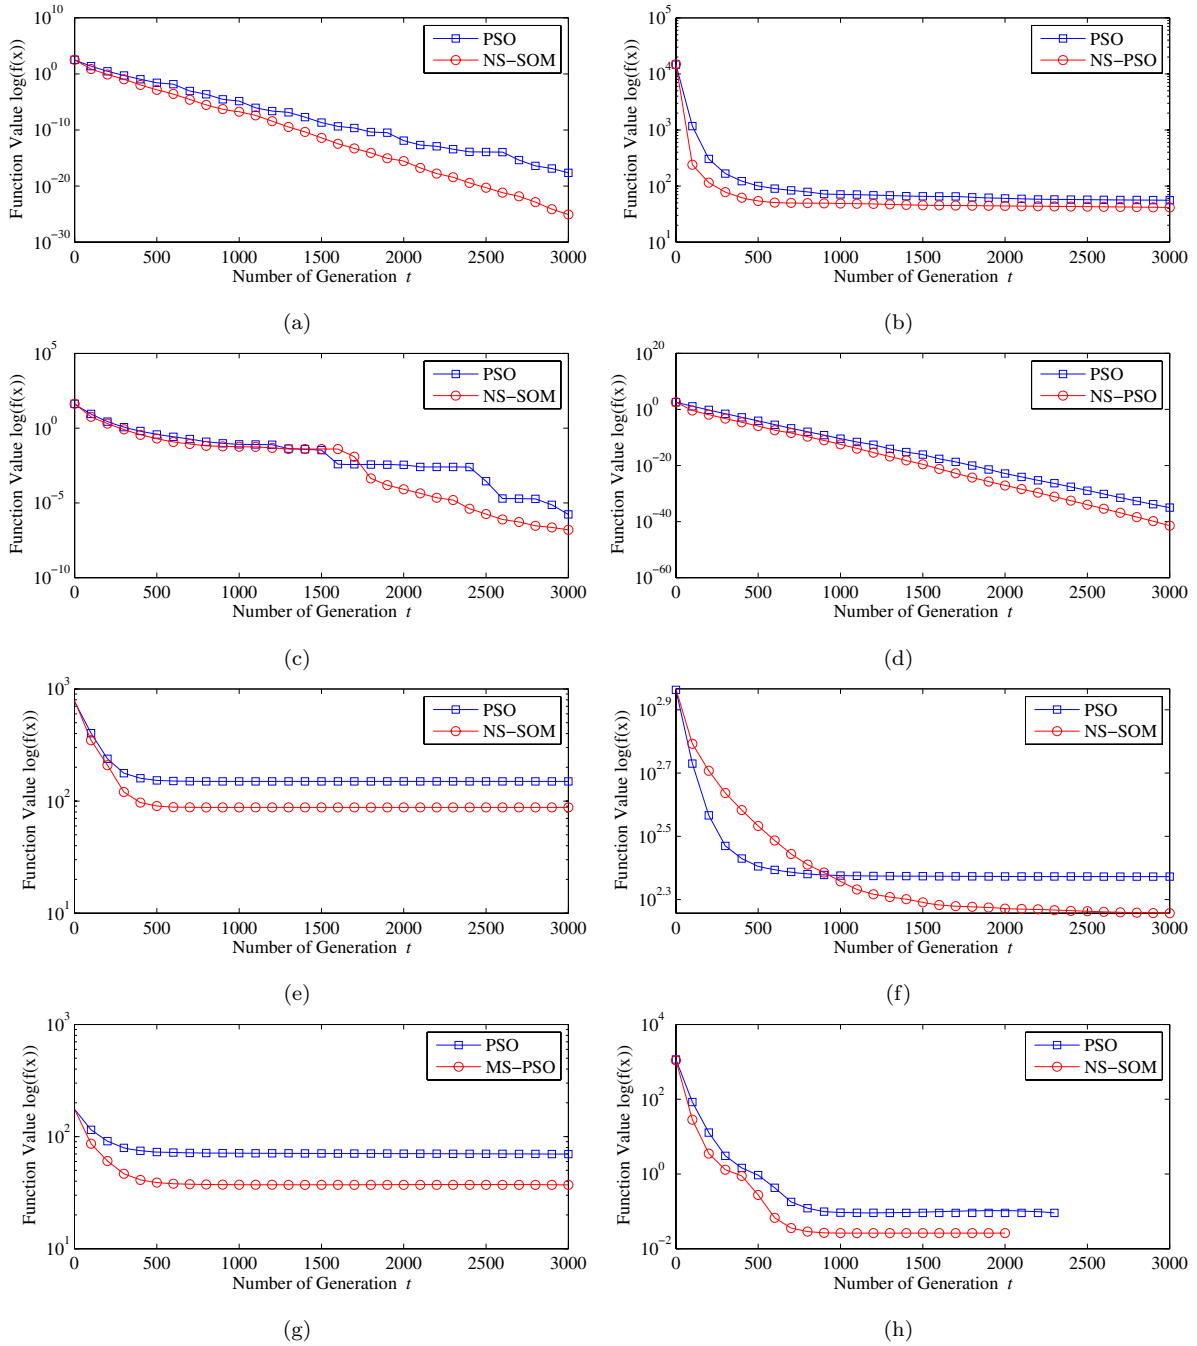 10^10
10^0
10^-10
10^-20
10^-30
Function Value log(f(x))
PSO
NS-SOM
0 500 1000 1500 2000 2500 3000
Number of Generation t
(a)
10^5
10^4
10^3
10^2
10^1
Function Value log(f(x))
PSO
NS-PSO
0 500 1000 1500 2000 2500 3000
Number of Generation t
(b)
10^5
10^0
10^-5
10^-10
Function Value log(f(x))
PSO
NS-SOM
0 500 1000 1500 2000 2500 3000
Number of Generation t
(c)
10^20
10^0
10^-20
10^-40
10^-60
Function Value log(f(x))
PSO
NS-PSO
0 500 1000 1500 2000 2500 3000
Number of Generation t
(d)
10^3
10^2
10^1
Function Value log(f(x))
PSO
NS-SOM
0 500 1000 1500 2000 2500 3000
Number of Generation t
(e)
10^2.9
10^2.7
10^2.5
10^2.3
Function Value log(f(x))
PSO
NS-SOM
0 500 1000 1500 2000 2500 3000
Number of Generation t
(f)
10^3
10^2
10^1
Function Value log(f(x))
PSO
MS-PSO
0 500 1000 1500 2000 2500 3000
Number of Generation t
(g)
10^4
10^2
10^0
10^-2
Function Value log(f(x))
PSO
NS-SOM
0 500 1000 1500 2000 2500 3000
Number of Generation t
(h)